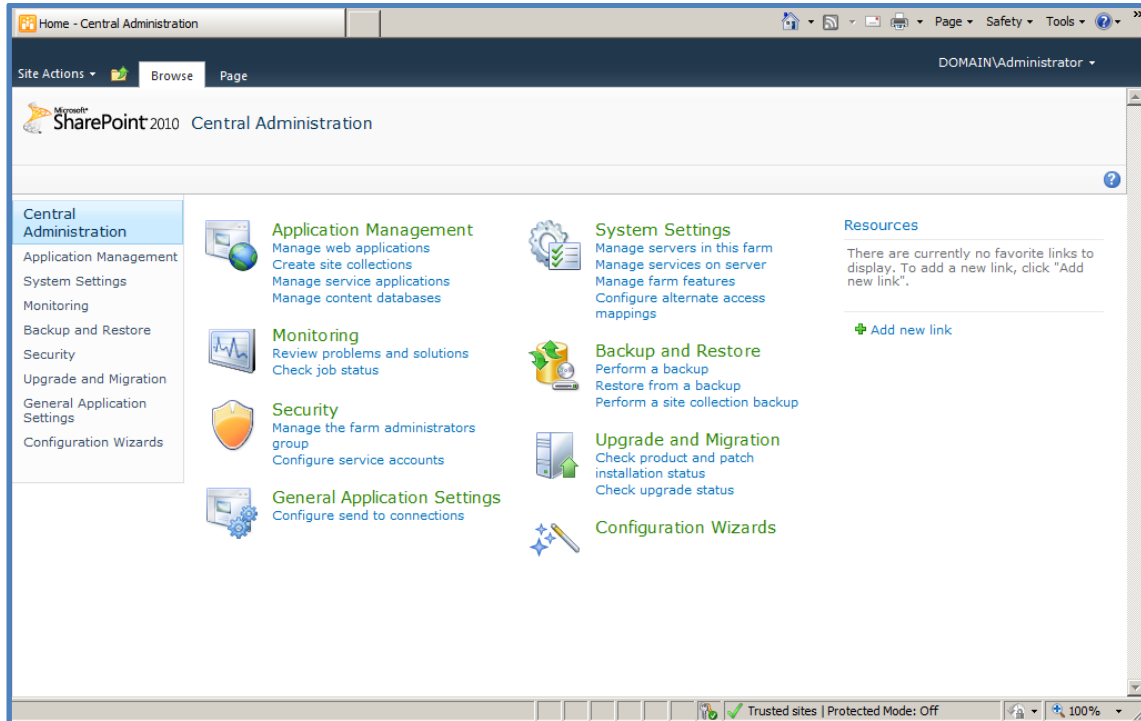 Home - Central Administration
Page
Safety
Tools
»
DOMAIN\Administrator
Site Actions
Browse
Page
Microsoft
SharePoint 2010 Central Administration
Central
Administration
Application Management
System Settings
Monitoring
Backup and Restore
Security
Upgrade and Migration
General Application
Settings
Configuration Wizards
Application Management
Manage web applications
Create site collections
Manage service applications
Manage content databases
Monitoring
Review problems and solutions
Check job status
Security
Manage the farm administrators
group
Configure service accounts
General Application Settings
Configure send to connections
System Settings
Manage servers in this farm
Manage services on server
Manage farm features
Configure alternate access
mappings
Backup and Restore
Perform a backup
Restore from a backup
Perform a site collection backup
Upgrade and Migration
Check product and patch
installation status
Check upgrade status
Configuration Wizards
Resources
There are currently no favorite links to
display. To add a new link, click "Add
new link".
Add new link
Trusted sites | Protected Mode: Off
100%